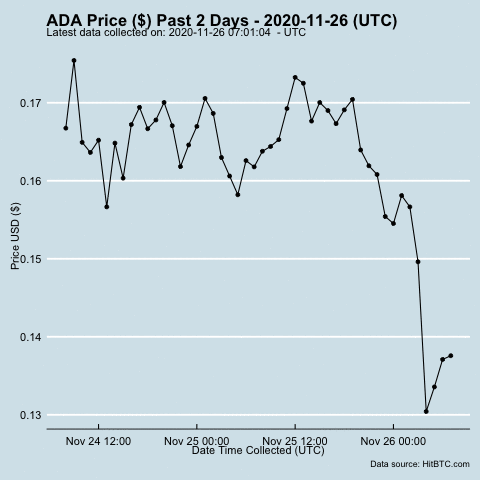 ADA Price ($) Past 2 Days - 2020-11-26 (UTC)
Latest data collected on: 2020-11-26 07:01:04 - UTC
0.17
0.16
0.15
0.14
0.13
Price USD ($)
Nov 24 12:00 Nov 25 00:00 Nov 25 12:00 Nov 26 00:00
Date Time Collected (UTC)
Data source: HitBTC.com